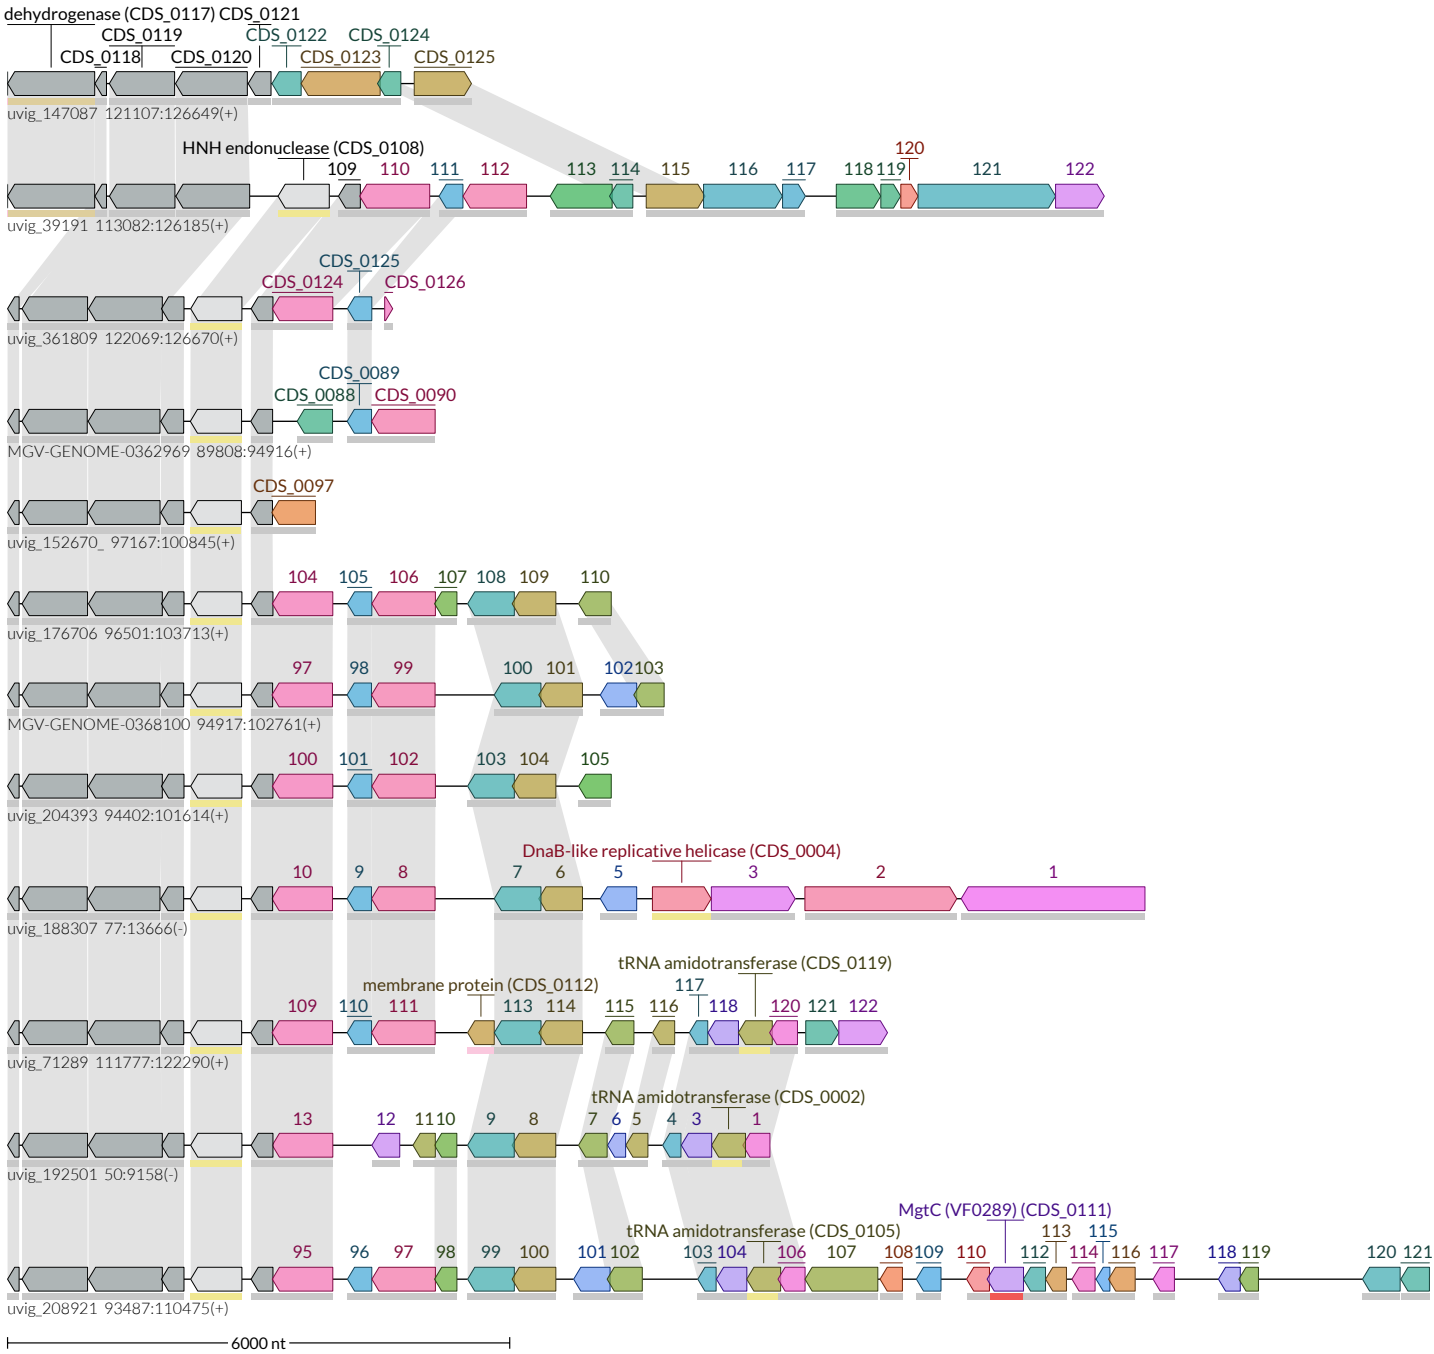 dehydrogenase (CDS_0117) CDS_0121
CDS_0119 CDS_0122 CDS_0124
CDS_0118 CDS_0120 CDS_0123 CDS_0125
uvig_147087 121107:126649(+)
HNH endonuclease (CDS_0108) 120
109 110 111 112 113 114 115 116 117 118 119 121 122
uvig_39191 113082:126185(+)
CDS_0125
CDS_0124 CDS_0126
uvig_361809 122069:126670(+)
CDS_0089
CDS_0088 CDS_0090
MGV-GENOME-0362969 89808:94916(+)
CDS_0097
uvig_152670_ 97167:100845(+)
104 105 106 107 108 109 110
uvig_176706 96501:103713(+)
97 98 99 100 101 102 103
MGV-GENOME-0368100 94917:102761(+)
100 101 102 103 104 105
uvig_204393 94402:101614(+)
DnaB-like replicative helicase (CDS_0004)
10 9 8 7 6 5 3 2 1
uvig_188307 77:13666(-)
tRNA amidotransferase (CDS_0119)
membrane protein (CDS_0112) 117
109 110 111 113 114 115 116 118 120 121 122
uvig_71289 111777:122290(+)
tRNA amidotransferase (CDS_0002)
13 12 11 10 9 8 7 6 5 4 3 1
uvig_192501 50:9158(-)
MgtC (VF0289) (CDS_0111)
tRNA amidotransferase (CDS_0105) 113 115
95 96 97 98 99 100 101 102 103 104 106 107 108 109 110 112 114 116 117 118 119 120 121
uvig_208921 93487:110475(+)
6000 nt